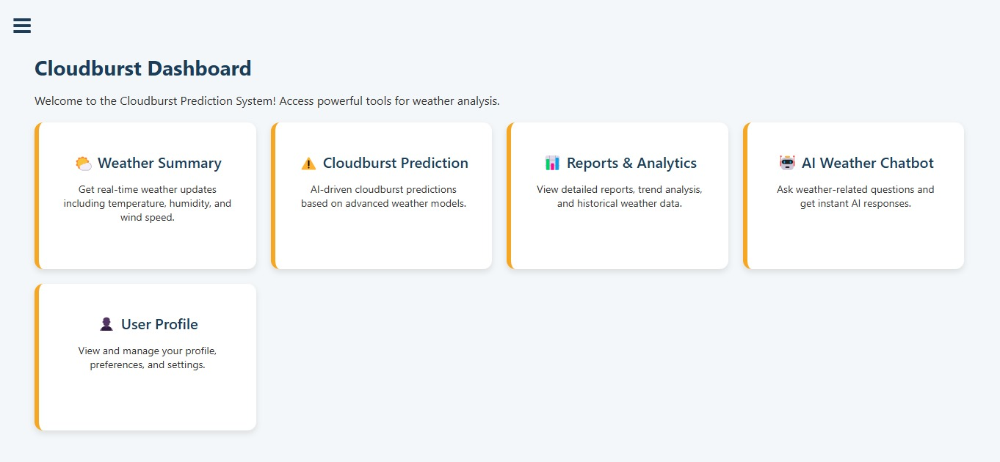 Cloudburst Dashboard
Welcome to the Cloudburst Prediction System! Access powerful tools for weather analysis.
Weather Summary
Get real-time weather updates
including temperature, humidity, and
wind speed.
Cloudburst Prediction
AI-driven cloudburst predictions
based on advanced weather models.
Reports & Analytics
View detailed reports, trend analysis,
and historical weather data.
AI Weather Chatbot
Ask weather-related questions and
get instant AI responses.
User Profile
View and manage your profile,
preferences, and settings.